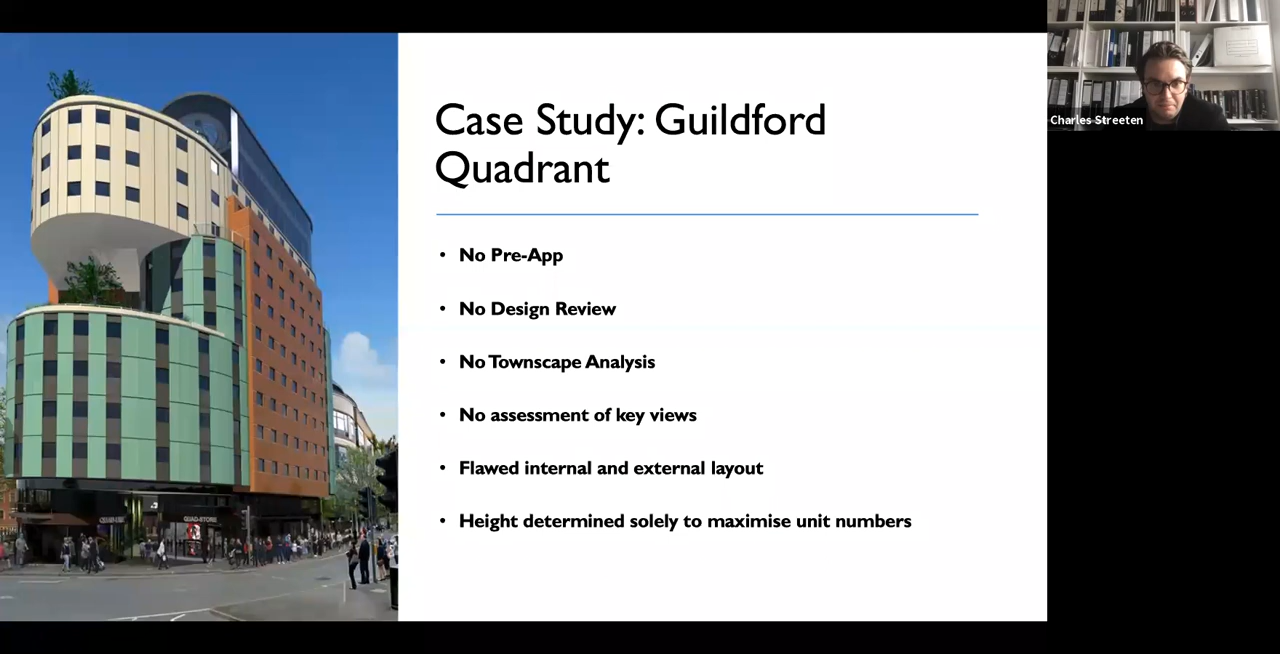 Case Study: Guildford
Quadrant
• No Pre-App
• No Design Review
• No Townscape Analysis
• No assessment of key views
• Flawed internal and external layout
• Height determined solely to maximise unit numbers
Charles Streeten
QUAD-STORE